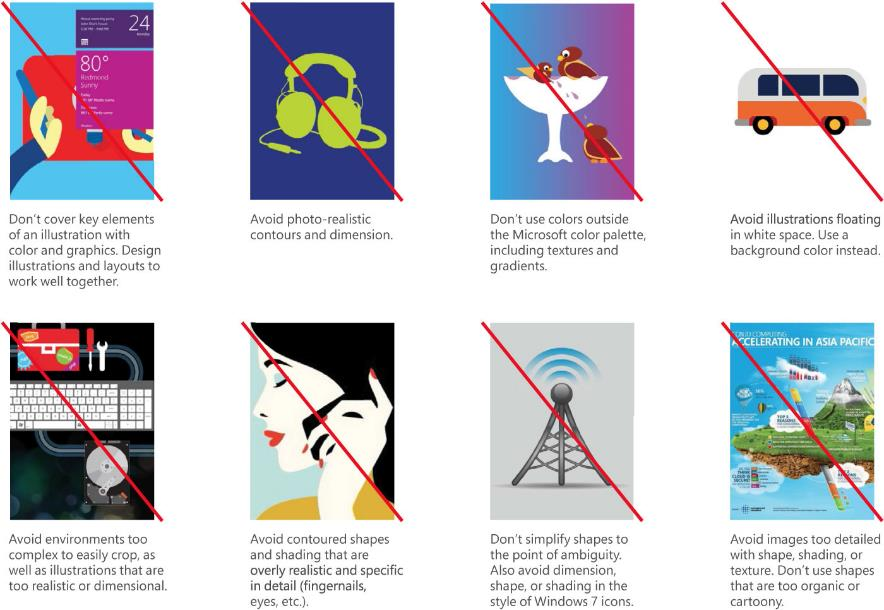 24
Monday
80°
Redmond
Sunny
Today
Don't cover key elements
of an illustration with
color and graphics. Design
illustrations and layouts to
work well together.
Avoid photo-realistic
contours and dimension.
Don't use colors outside
the Microsoft color palette,
including textures and
gradients.
Avoid illustrations floating
in white space. Use a
background color instead.
ACCELERATING IN ASIA PACIFIC
TOP 5
REASONS
Avoid environments too
complex to easily crop, as
well as illustrations that are
too realistic or dimensional.
Avoid contoured shapes
and shading that are
overly realistic and specific
in detail (fingernails,
eyes, etc.).
Don't simplify shapes to
the point of ambiguity.
Also avoid dimension,
shape, or shading in the
style of Windows 7 icons.
Avoid images too detailed
with shape, shading, or
texture. Don't use shapes
that are too organic or
cartoony.